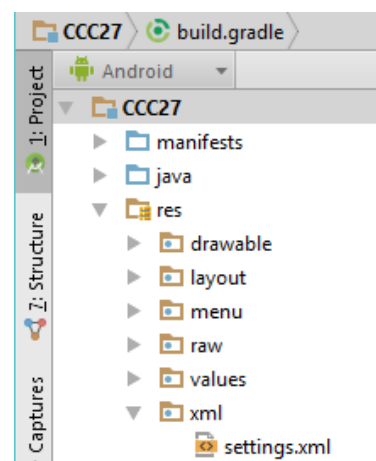 CCC27 build.gradle
1: Project
Android
CCC27
manifests
java
res
7: Structure
drawable
layout
menu
raw
values
Captures
xml
settings.xml